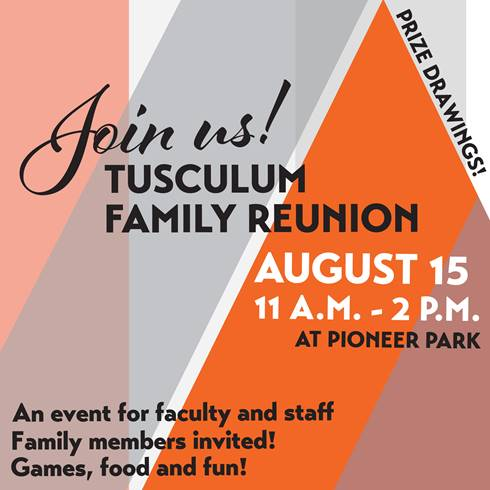 PRIZE DRAWINGS!
Join us!
TUSCULUM
FAMILY REUNION
AUGUST 15
11 A.M. - 2 P.M.
AT PIONEER PARK
An event for faculty and staff
Family members invited!
Games, food and fun!